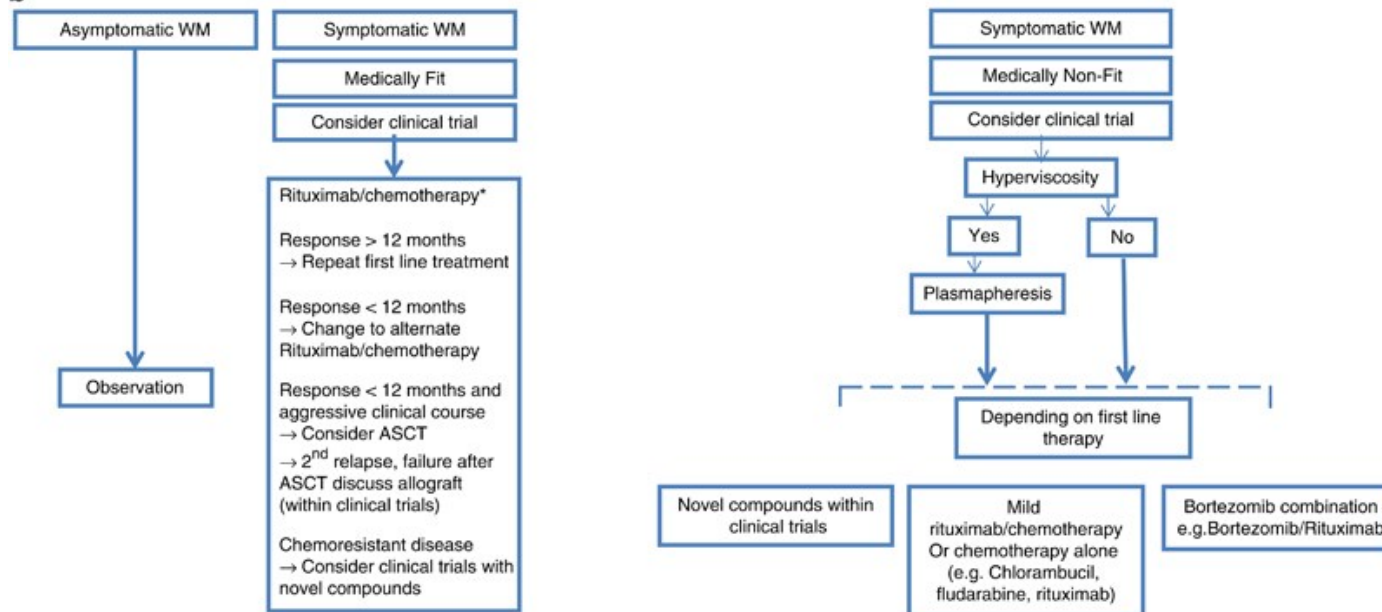 Asymptomatic WM
Observation
Symptomatic WM
Medically Fit
Consider clinical trial
Rituximab/chemotherapy*
Response > 12 months
→ Repeat first line treatment
Response < 12 months
→ Change to alternate
Rituximab/chemotherapy
Response < 12 months and
aggressive clinical course
→ Consider ASCT
→ 2nd relapse, failure after
ASCT discuss allograft
(within clinical trials)
Chemoresistant disease
→ Consider clinical trials with
novel compounds
Symptomatic WM
Medically Non-Fit
Consider clinical trial
Hyperviscosity
Yes
No
Plasmapheresis
Depending on first line
therapy
Novel compounds within
clinical trials
Mild
rituximab/chemotherapy
Or chemotherapy alone
(e.g. Chlorambucil,
fludarabine, rituximab)
Bortezomib combination
e.g.Bortezomib/Rituximab